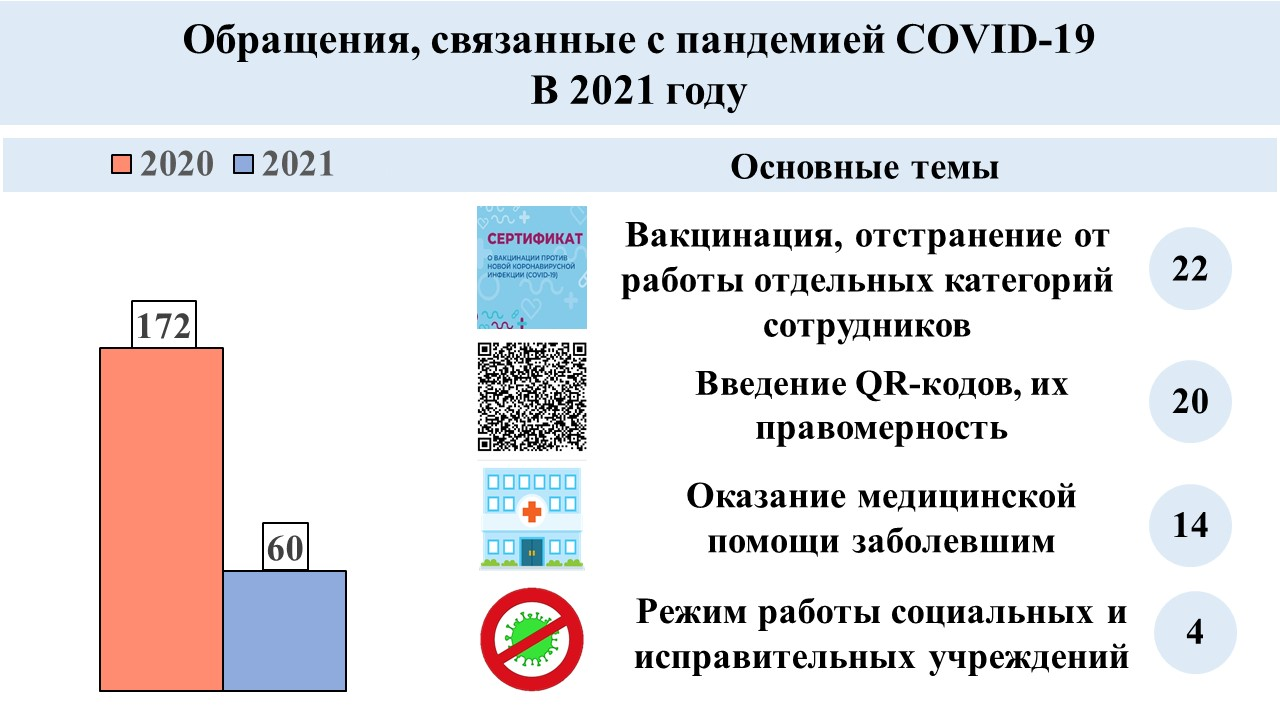 Обращения, связанные с пандемией COVID-19
В 2021 году
2020 2021
Основные темы
172
60
СЕРТИФИКАТ
О ВАКЦИНАЦИИ ПРОТИВ
НОВОЙ КОРОНАВИРУСНОЙ
ИНФЕКЦИИ (COVID-19)
Вакцинация, отстранение от
работы отдельных категорий
сотрудников
22
Введение QR-кодов, их
правомерность
20
Оказание медицинской
помощи заболевшим
14
Режим работы социальных и
исправительных учреждений
4